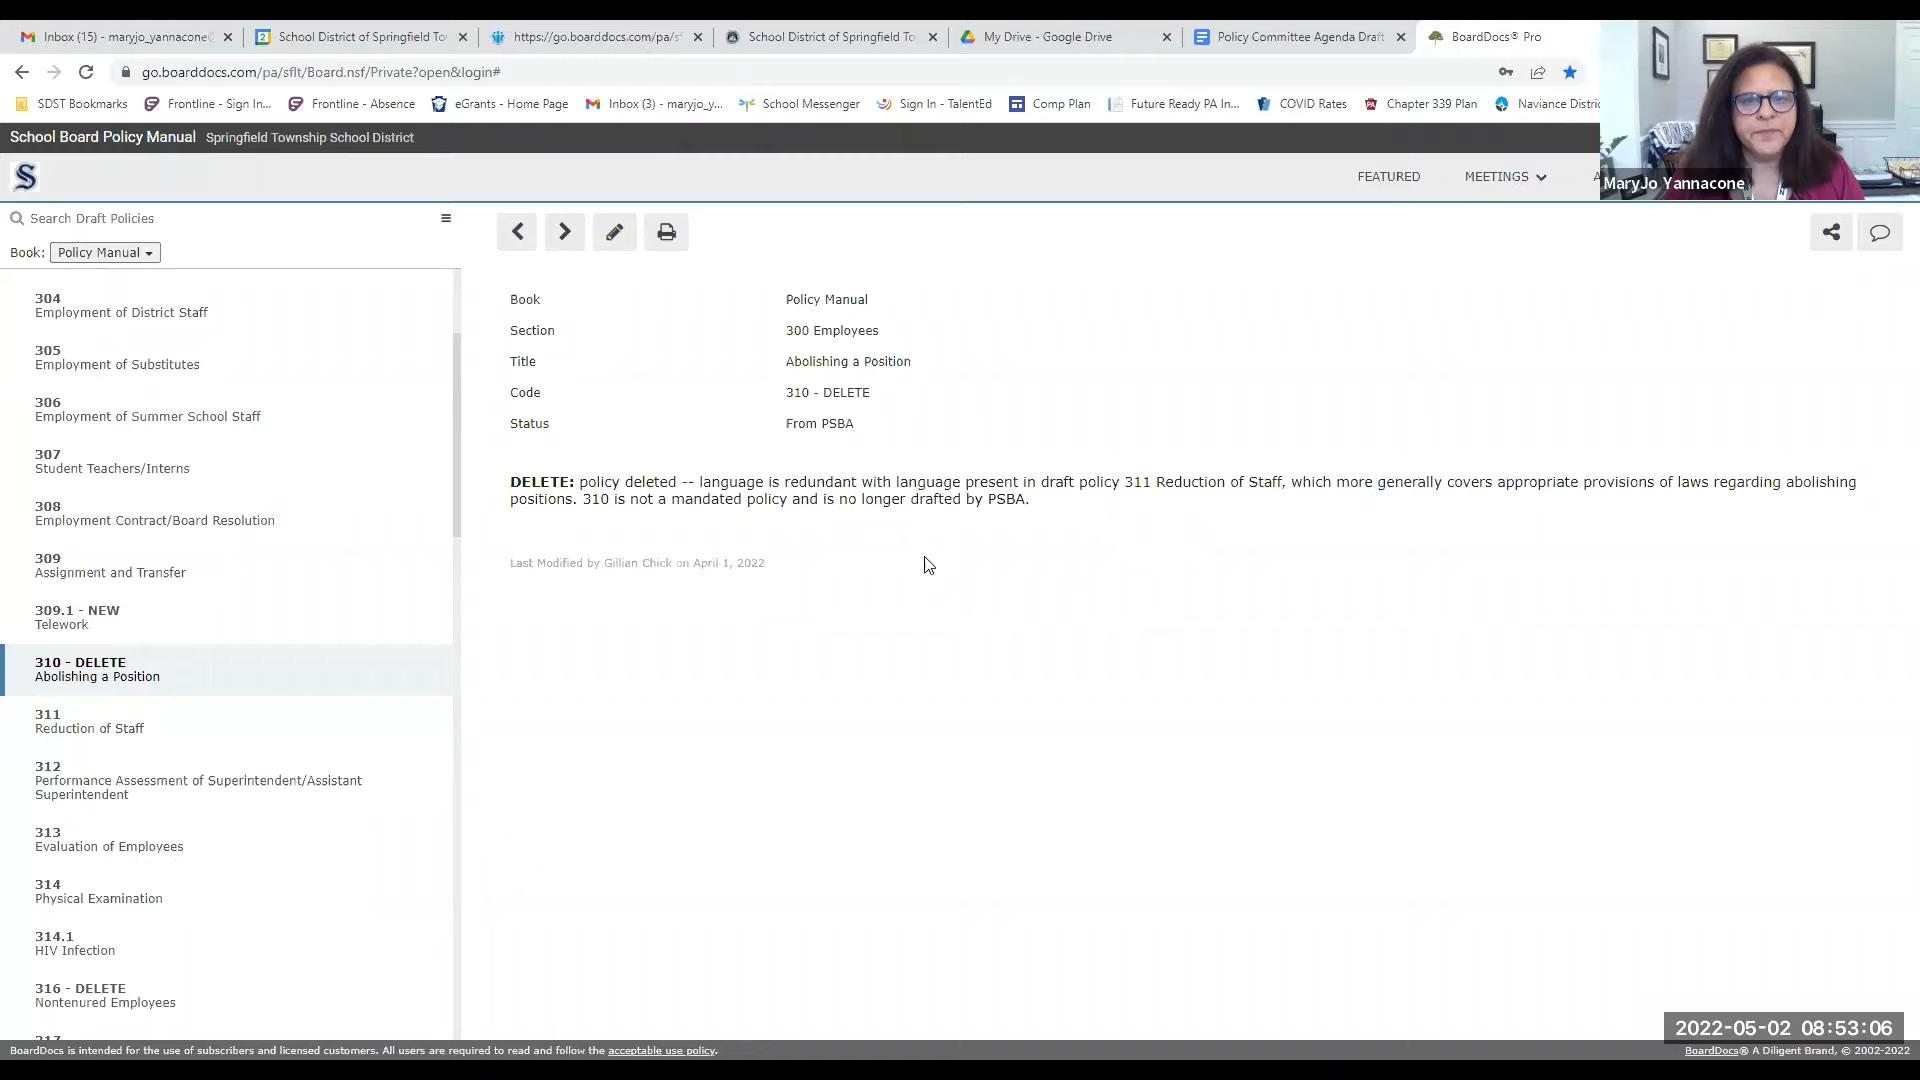 Inbox (15) - maryjo_yannacone@
School District of Springfield To
https://go.boarddocs.com/pa/sf
School District of Springfield To
My Drive - Google Drive
Policy Committee Agenda Draft
BoardDocs® Pro
go.boarddocs.com/pa/sflt/Board.nsf/Private?open&login#
SDST Bookmarks
Frontline - Sign In...
Frontline - Absence
eGrants - Home Page
Inbox (3) - maryjo_y...
School Messenger
Sign In - TalentEd
Comp Plan
Future Ready PA In...
COVID Rates
Chapter 339 Plan
Naviance Distric
School Board Policy Manual Springfield Township School District
S
FEATURED
MEETINGS
MaryJo Yannacone
Search Draft Policies
Book: Policy Manual
304
Employment of District Staff
305
Employment of Substitutes
306
Employment of Summer School Staff
307
Student Teachers/Interns
308
Employment Contract/Board Resolution
309
Assignment and Transfer
309.1 - NEW
Telework
310 - DELETE
Abolishing a Position
311
Reduction of Staff
312
Performance Assessment of Superintendent/Assistant
Superintendent
313
Evaluation of Employees
314
Physical Examination
314.1
HIV Infection
316 - DELETE
Nontenured Employees
Book Policy Manual
Section 300 Employees
Title Abolishing a Position
Code 310 - DELETE
Status From PSBA
DELETE: policy deleted -- language is redundant with language present in draft policy 311 Reduction of Staff, which more generally covers appropriate provisions of laws regarding abolishing
positions. 310 is not a mandated policy and is no longer drafted by PSBA.
Last Modified by Gillian Chick on April 1, 2022
2022-05-02 08:53:06
BoardDocs is intended for the use of subscribers and licensed customers. All users are required to read and follow the acceptable use policy.
BoardDocs® A Diligent Brand, © 2002-2022